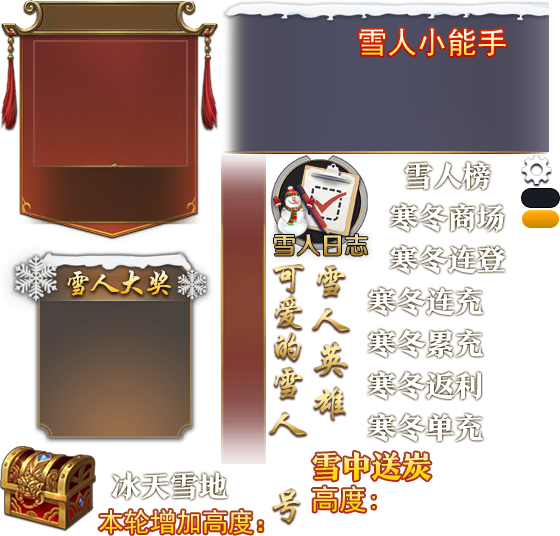 雪人小能手
雪人榜
寒冬商场
雪人日志
寒冬连登
雪人大奖
可爱的雪人
雪人英雄
寒冬连充
寒冬累充
寒冬返利
寒冬单充
雪中送炭
冰天雪地
号
高度：
本轮增加高度：